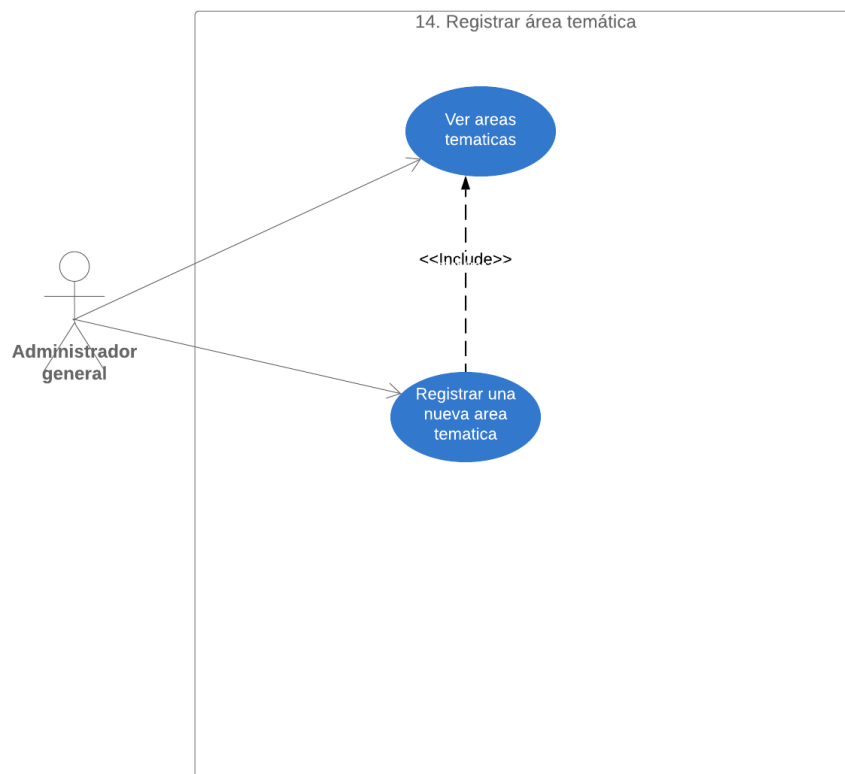 14. Registrar área temática
Ver areas
tematicas
<<Include>>
Administrador
general
Registrar una
nueva area
tematica